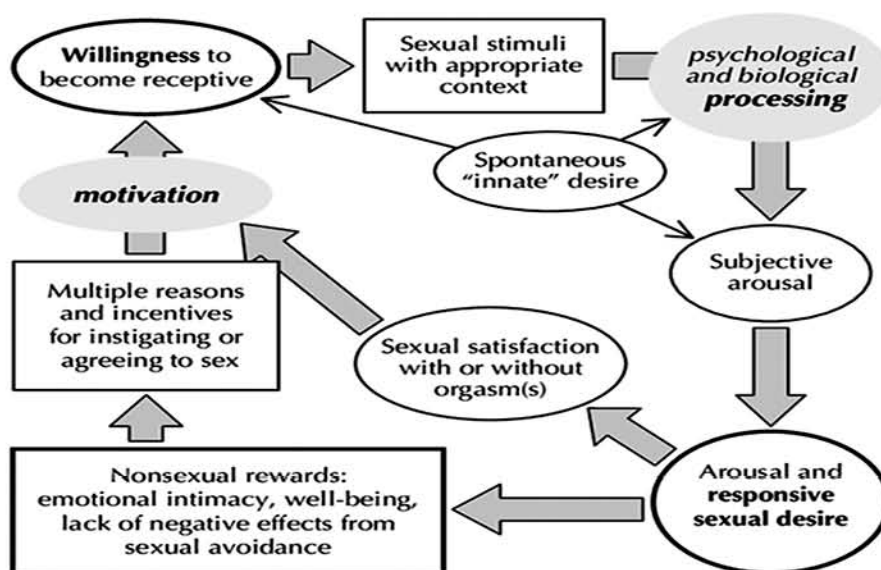 Willingness to
become receptive
Sexual stimuli
with appropriate
context
psychological
and biological
processing
Spontaneous
"innate" desire
motivation
Subjective
arousal
Multiple reasons
and incentives
for instigating or
agreeing to sex
Sexual satisfaction
with or without
orgasm(s)
Nonsexual rewards:
emotional intimacy, well-being,
lack of negative effects from
sexual avoidance
Arousal and
responsive
sexual desire